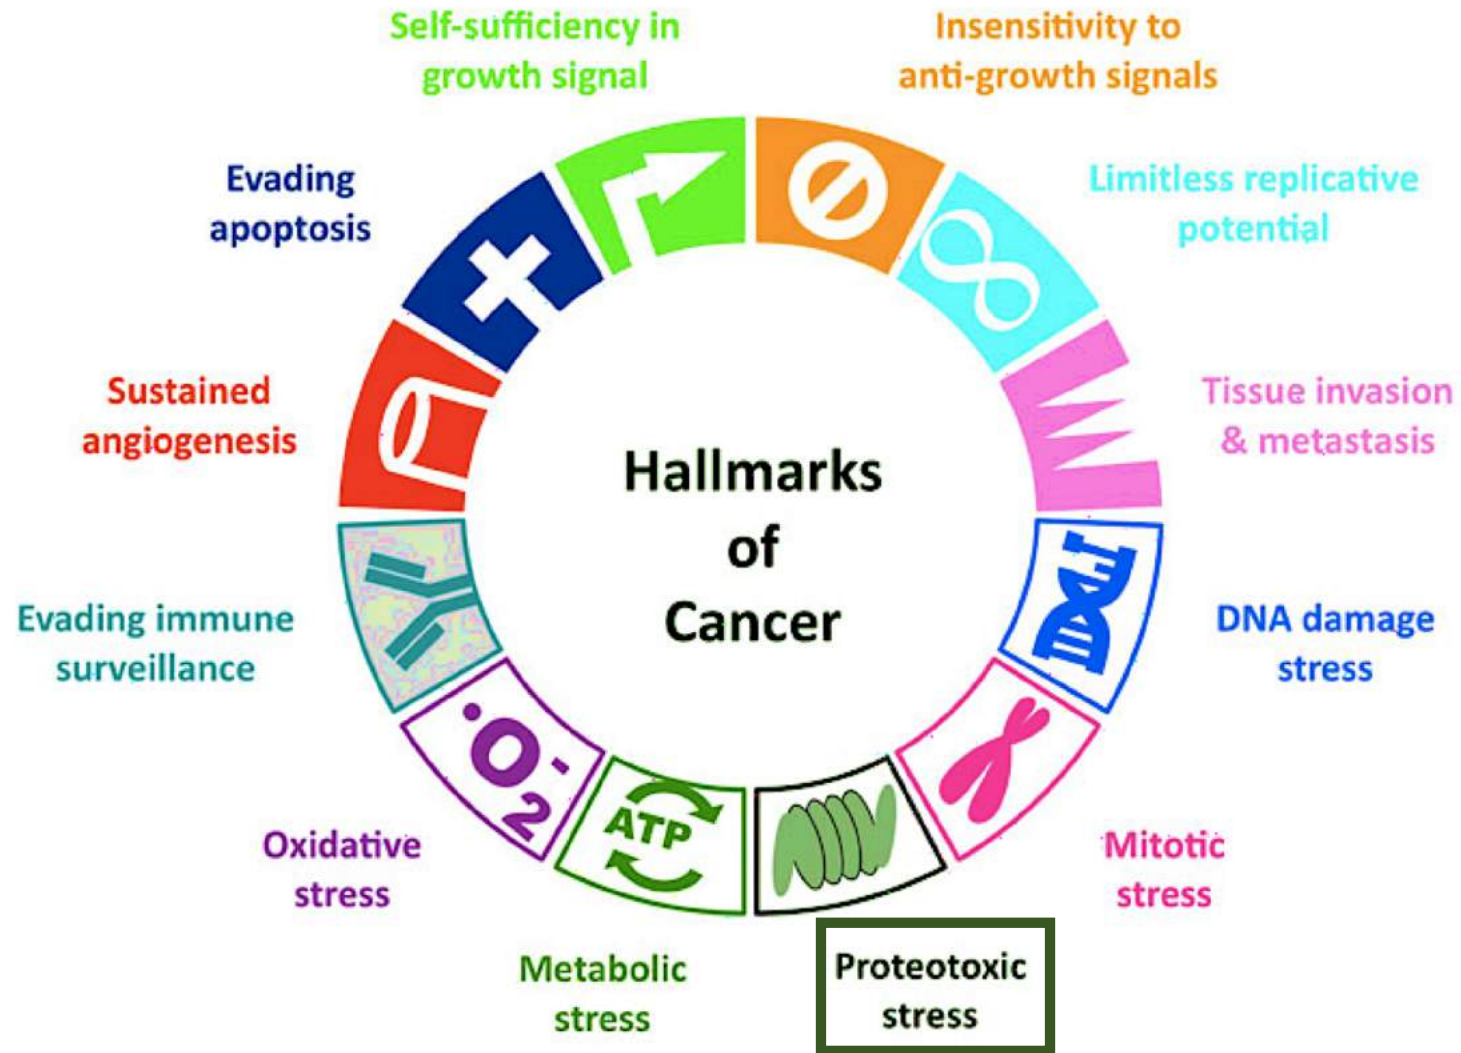 Self-sufficiency in
growth signal
Insensitivity to
anti-growth signals
Evading
apoptosis
Limitless replicative
potential
Sustained
angiogenesis
Tissue invasion
& metastasis
Hallmarks
of
Cancer
Evading immune
surveillance
DNA damage
stress
•O2-
ATP
Oxidative
stress
Mitotic
stress
Metabolic
stress
Proteotoxic
stress